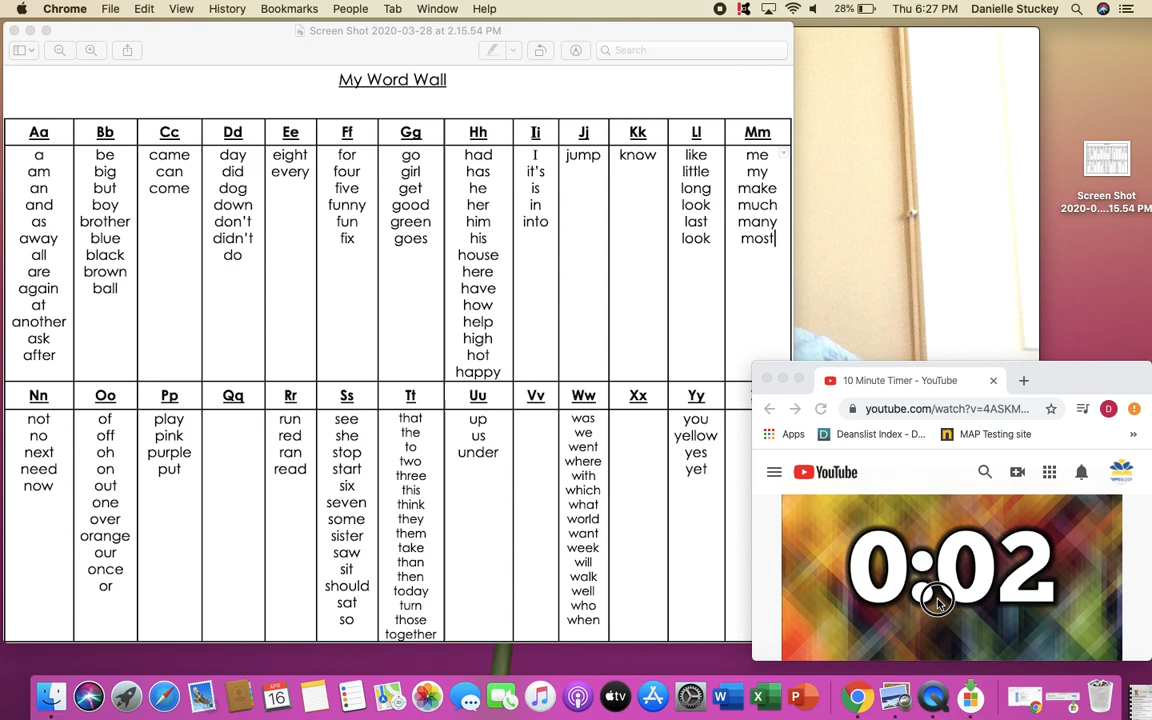 Chrome File Edit View History Bookmarks People Tab Window Help 28% Thu 6:27 PM Danielle Stuckey
Screen Shot 2020-03-28 at 2.15.54 PM
Search
My Word Wall
Aa Bb Cc Dd Ee Ff Gg Hh Ii Jj Kk Ll Mm
a be came day eight for go had I jump know like me
am big can did every four girl has it's little my
an but come dog five get he is long make
and boy down funny good her in look much
as brother don't fun green him into last many
away blue didn't fix goes his look most
all black do house
are brown here
again ball have
at how
another help
ask high
after hot
happy
Nn Oo Pp Qq Rr Ss Tt Uu Vv Ww Xx Yy
not of play run see that up was you
no off pink red she the us we yellow
next oh purple ran stop to under went yes
need on put read start two where yet
now out six three with
one seven this which
over some think what
orange sister they world
our saw them want
once sit take week
or should than will
sat then walk
so today well
turn who
those when
together
Screen Shot
2020-0....15.54 PM
10 Minute Timer - YouTube
youtube.com/watch?v=4ASKM...
D
Apps Deanslist Index - D... MAP Testing site »
YouTube
0:02
APR
16